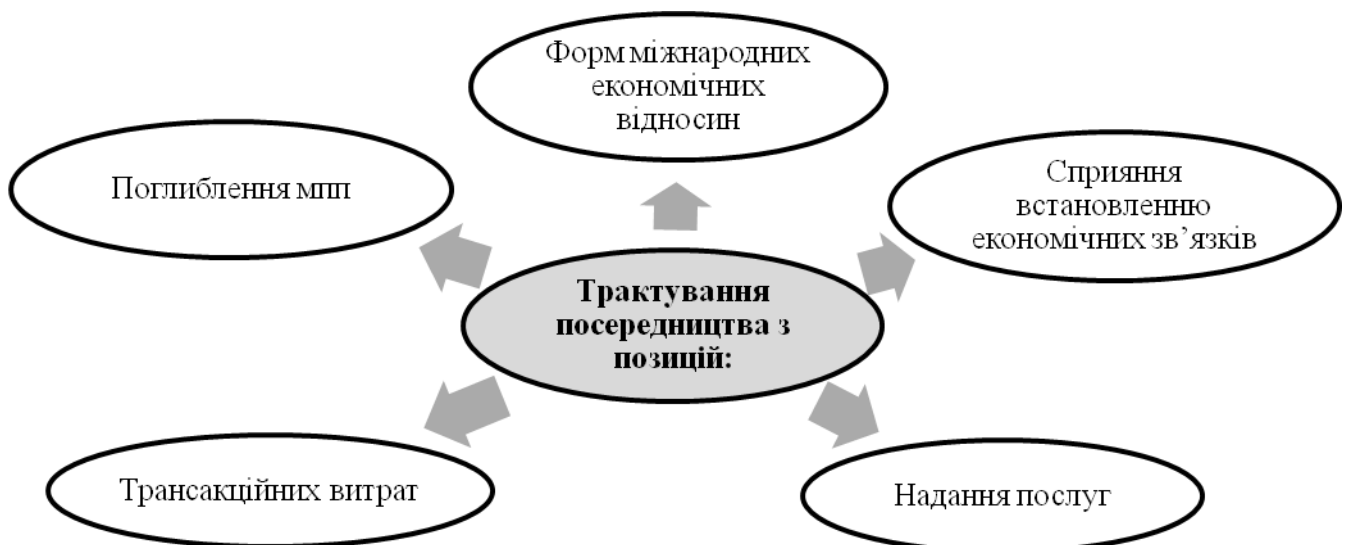 Форм міжнародних
економічних
відносин
Поглиблення мпп
Сприяння
встановленню
економічних зв’язків
Трактування
посередництва з
позицій:
Трансакційних витрат
Надання послуг